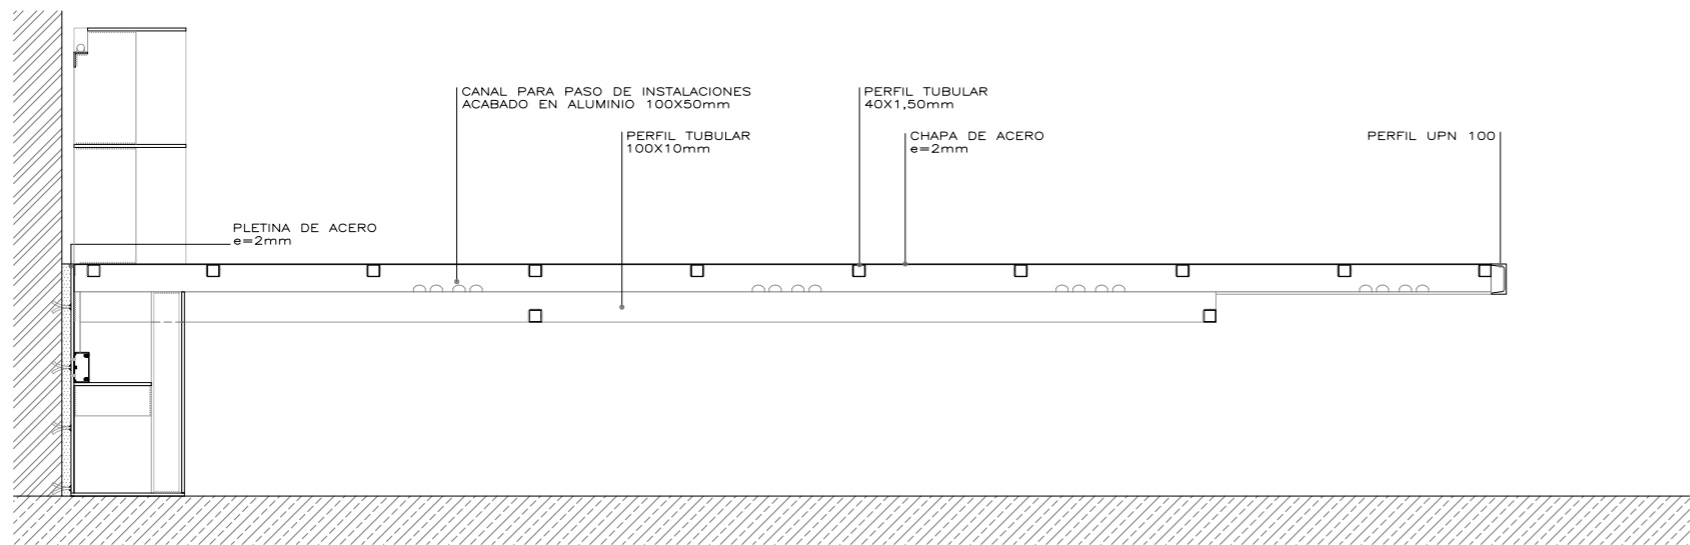 CANAL PARA PASO DE INSTALACIONES
ACABADO EN ALUMINIO 100X50mm
PERFIL TUBULAR
40X1,50mm
PERFIL TUBULAR
100X10mm
CHAPA DE ACERO
e=2mm
PERFIL UPN 100
PLETINA DE ACERO
e=2mm